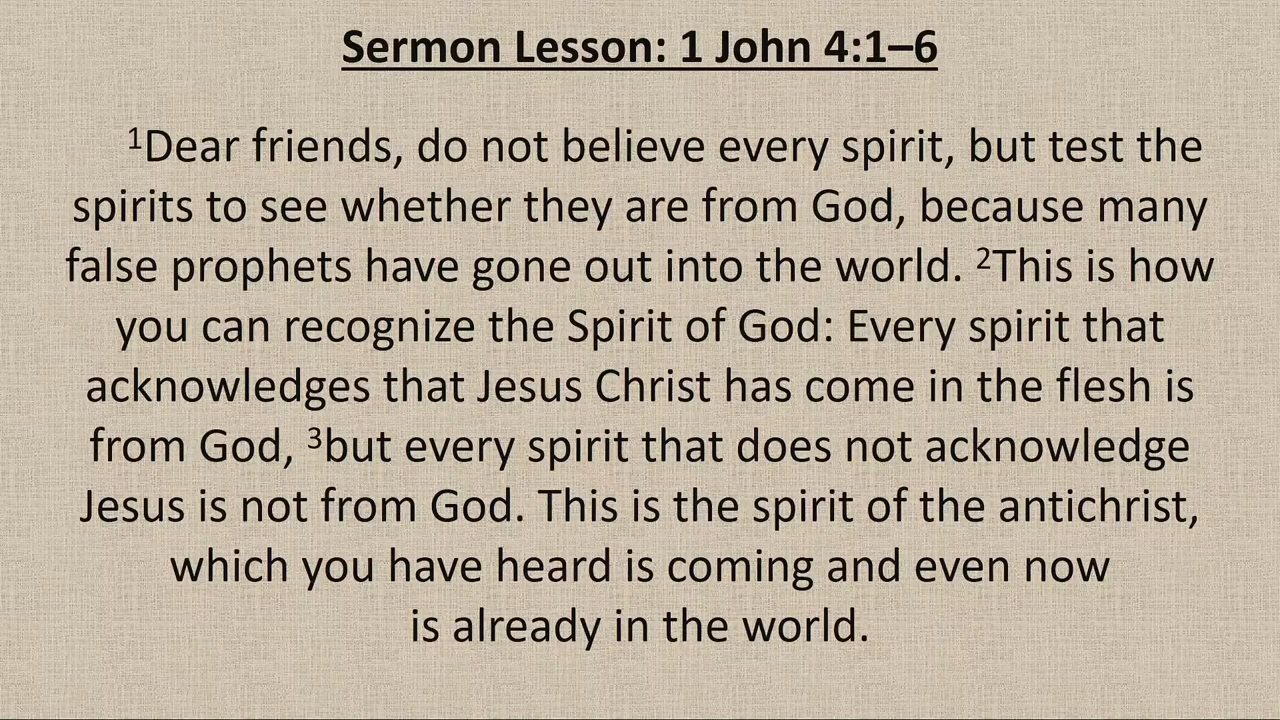 Sermon Lesson: 1 John 4:1–6
¹Dear friends, do not believe every spirit, but test the
spirits to see whether they are from God, because many
false prophets have gone out into the world. ²This is how
you can recognize the Spirit of God: Every spirit that
acknowledges that Jesus Christ has come in the flesh is
from God, ³but every spirit that does not acknowledge
Jesus is not from God. This is the spirit of the antichrist,
which you have heard is coming and even now
is already in the world.